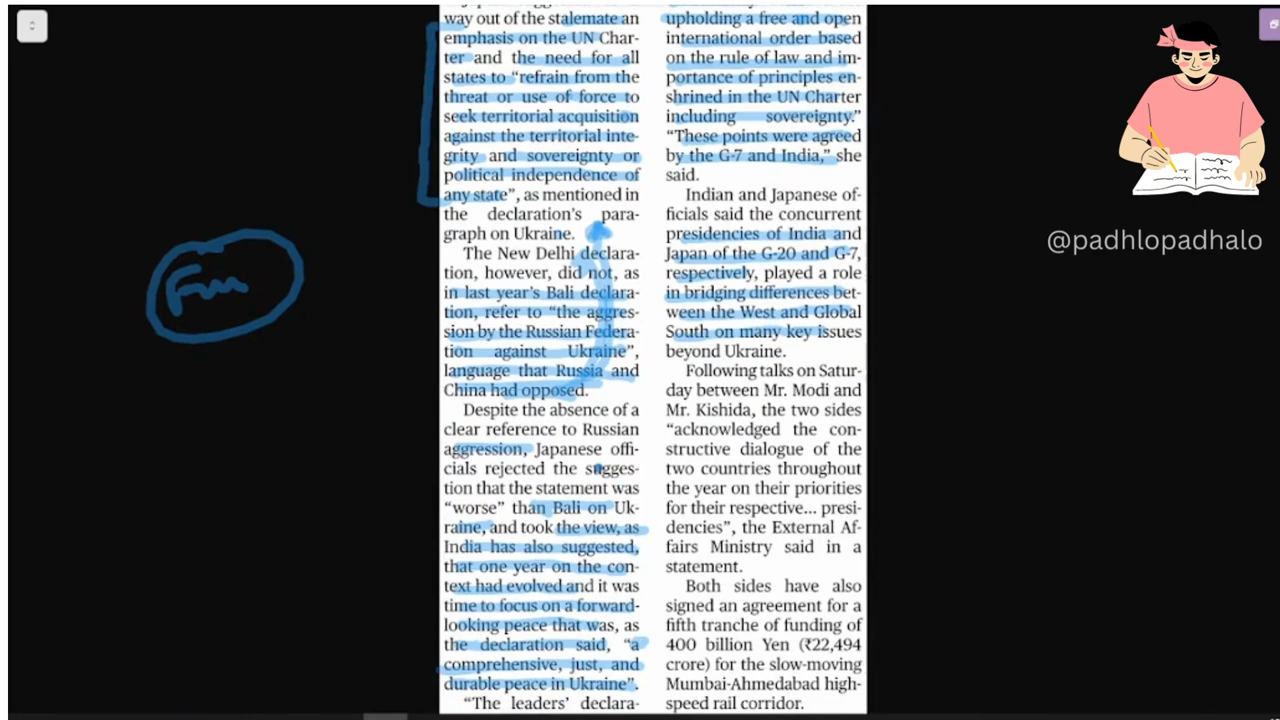 way out of the stalemate an
emphasis on the UN Char-
ter and the need for all
states to “refrain from the
threat or use of force to
seek territorial acquisition
against the territorial inte-
grity and sovereignty or
political independence of
any state”, as mentioned in
the declaration’s para-
graph on Ukraine.
The New Delhi declara-
tion, however, did not, as
in last year’s Bali declara-
tion, refer to “the aggres-
sion by the Russian Federa-
tion against Ukraine”,
language that Russia and
China had opposed.
Despite the absence of a
clear reference to Russian
aggression, Japanese offi-
cials rejected the sugges-
tion that the statement was
“worse” than Bali on Uk-
raine, and took the view, as
India has also suggested,
that one year on the con-
text had evolved and it was
time to focus on a forward-
looking peace that was, as
the declaration said, “a
comprehensive, just, and
durable peace in Ukraine”.
“The leaders’ declara-
upholding a free and open
international order based
on the rule of law and im-
portance of principles en-
shrined in the UN Charter
including sovereignty.”
“These points were agreed
by the G-7 and India,” she
said.
Indian and Japanese of-
ficials said the concurrent
presidencies of India and
Japan of the G-20 and G-7,
respectively, played a role
in bridging differences bet-
ween the West and Global
South on many key issues
beyond Ukraine.
Following talks on Satur-
day between Mr. Modi and
Mr. Kishida, the two sides
“acknowledged the con-
structive dialogue of the
two countries throughout
the year on their priorities
for their respective... presi-
dencies”, the External Af-
fairs Ministry said in a
statement.
Both sides have also
signed an agreement for a
fifth tranche of funding of
400 billion Yen (₹22,494
crore) for the slow-moving
Mumbai-Ahmedabad high-
speed rail corridor.
@padhlopadhalo